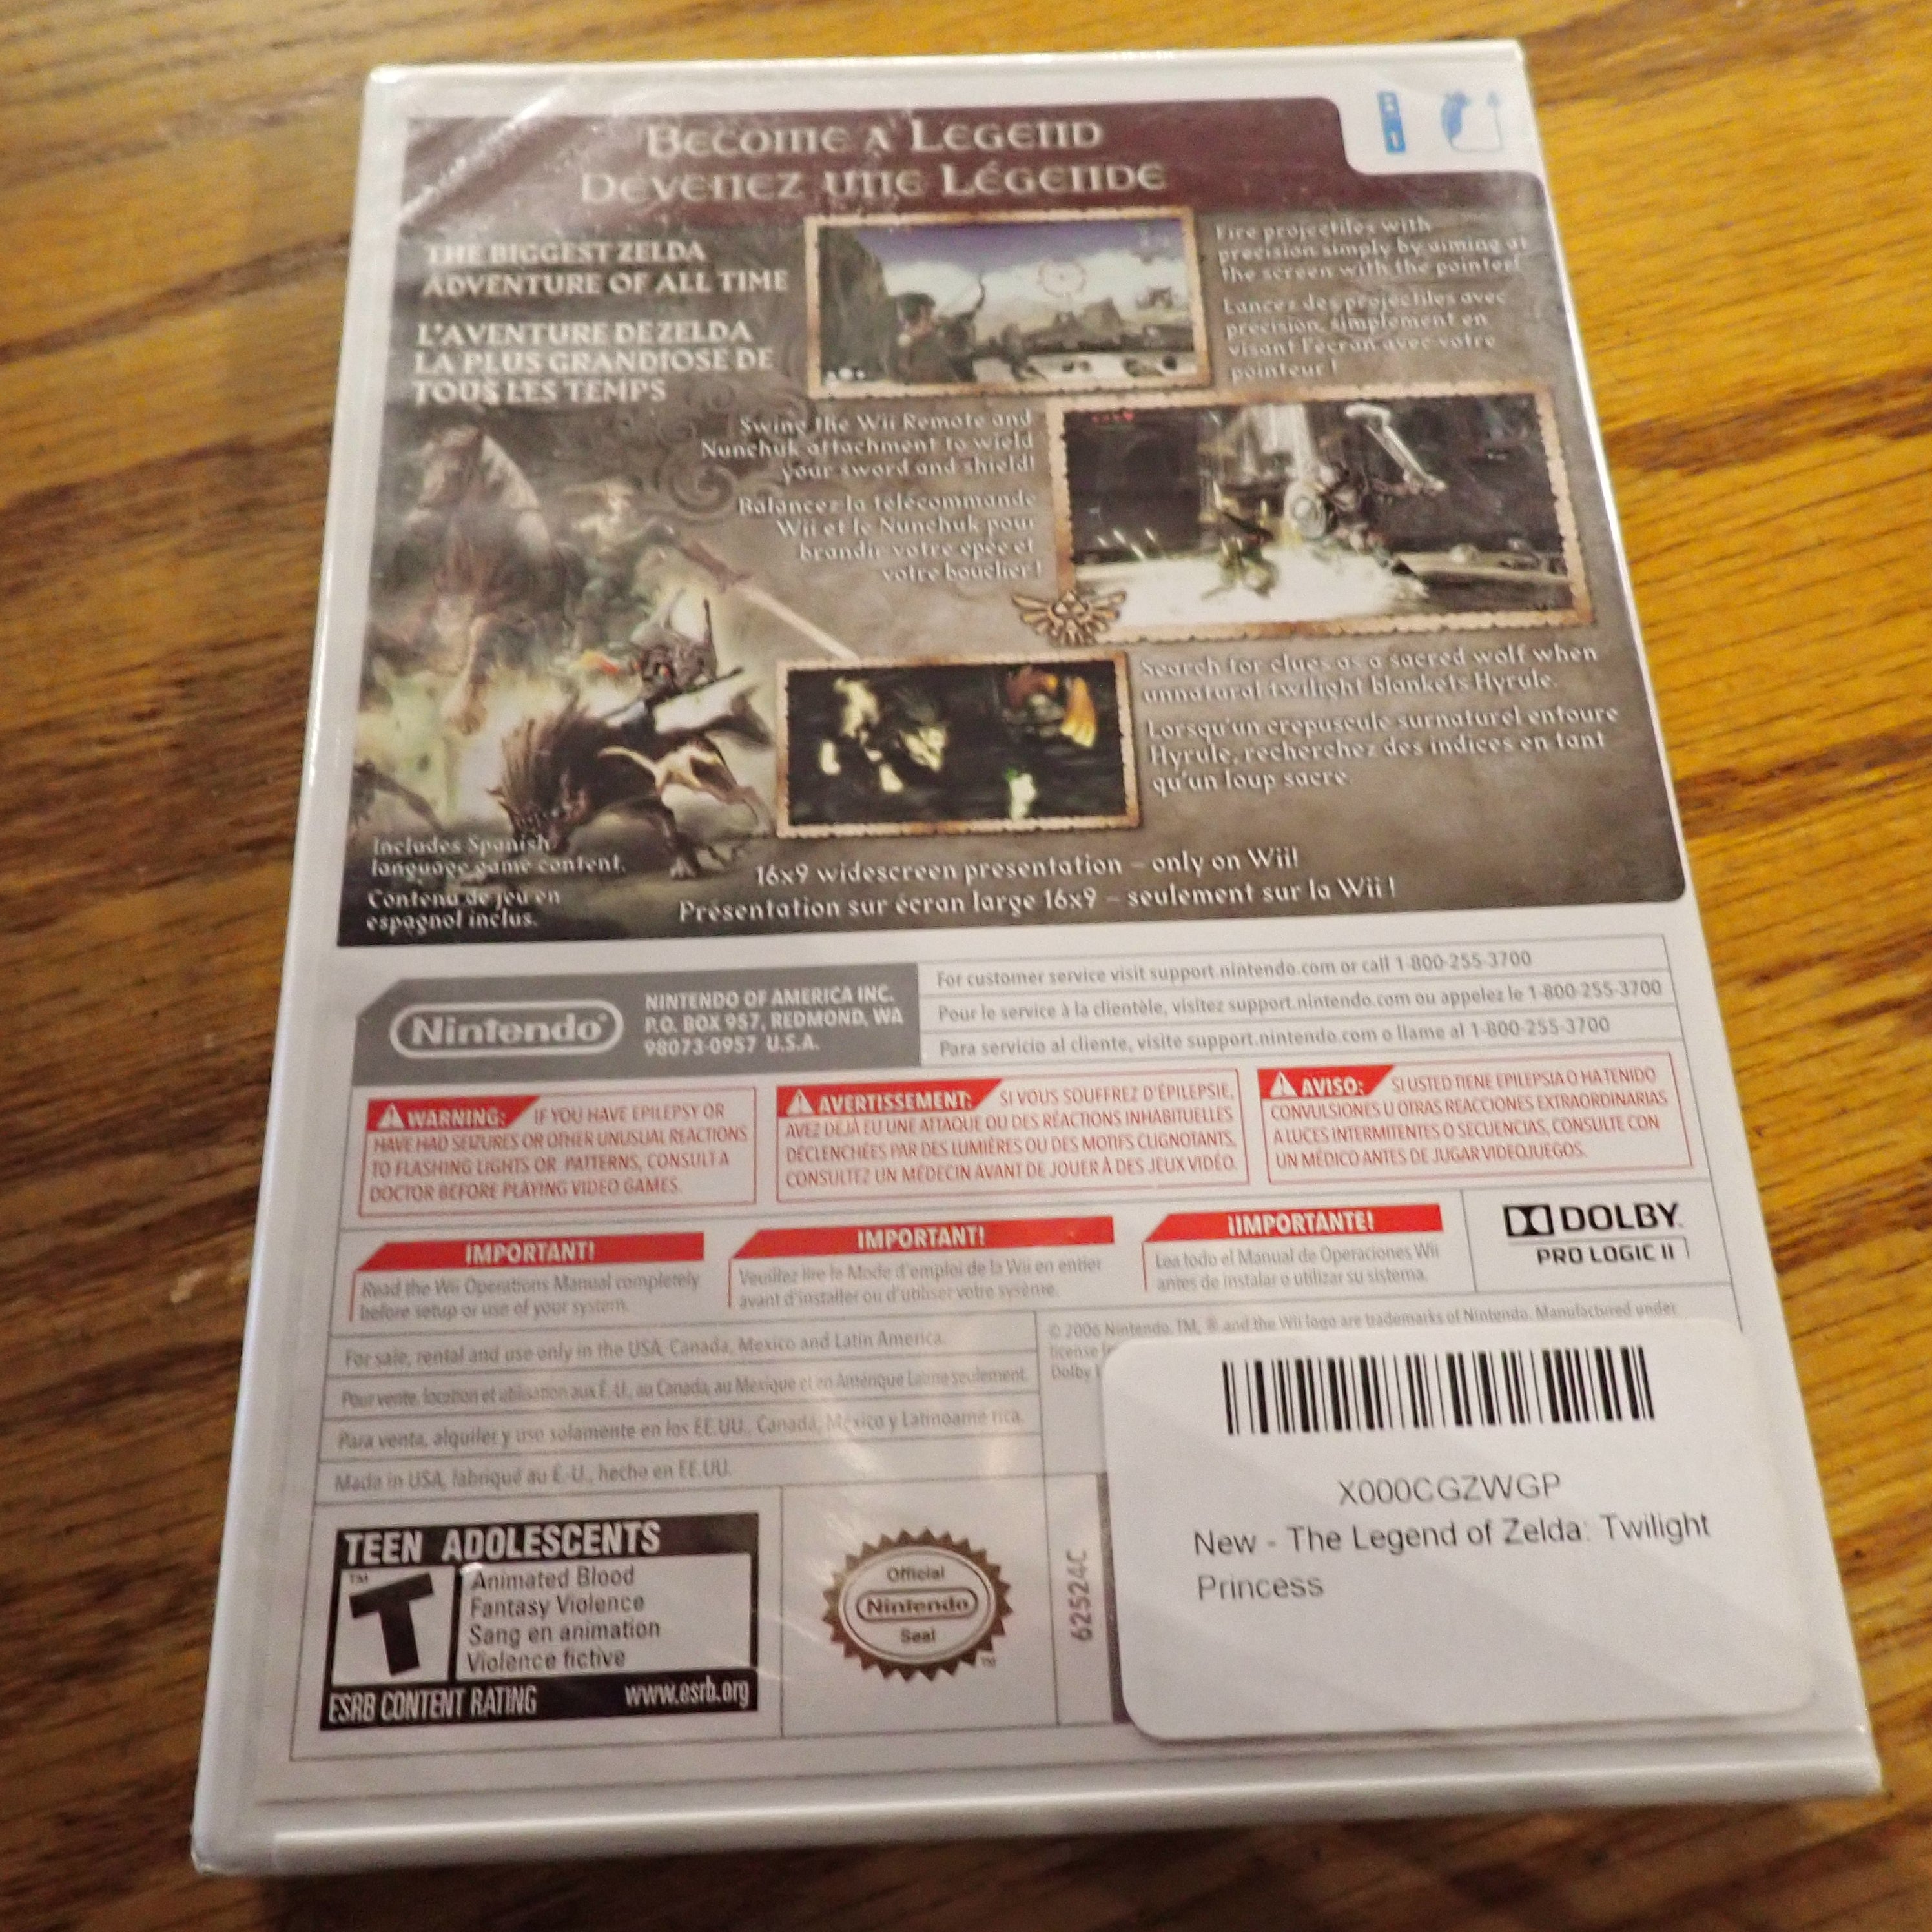 BECOME A LEGEND
DEVENEZ UNE LÉGENDE
THE BIGGEST ZELDA
ADVENTURE OF ALL TIME
L'AVENTURE DE ZELDA
LA PLUS GRANDIOSE DE
TOUS LES TEMPS
Fire projectiles with
precision simply by aiming at
the screen with the pointer!
Lancez des projectiles avec
précision, simplement en
visant l'écran avec votre
pointeur !
Swing the Wii Remote and
Nunchuk attachment to wield
your sword and shield!
Balancez la télécommande
Wii et le Nunchuk pour
brandir votre épée et
votre bouclier !
Search for clues as a sacred wolf when
unnatural twilight blankets Hyrule.
Lorsqu'un crépuscule surnaturel entoure
Hyrule, recherchez des indices en tant
qu'un loup sacré.
Includes Spanish
language game content.
Contenu de jeu en
espagnol inclus.
16x9 widescreen presentation – only on Wii!
Présentation sur écran large 16x9 – seulement sur la Wii !
1
Nintendo®
NINTENDO OF AMERICA INC.
P.O. BOX 957, REDMOND, WA
98073-0957 U.S.A.
For customer service visit support.nintendo.com or call 1-800-255-3700
Pour le service à la clientèle, visitez support.nintendo.com ou appelez le 1-800-255-3700
Para servicio al cliente, visite support.nintendo.com o llame al 1-800-255-3700
WARNING: IF YOU HAVE EPILEPSY OR
HAVE HAD SEIZURES OR OTHER UNUSUAL REACTIONS
TO FLASHING LIGHTS OR PATTERNS, CONSULT A
DOCTOR BEFORE PLAYING VIDEO GAMES.
AVERTISSEMENT: SI VOUS SOUFFREZ D'ÉPILEPSIE,
AVEZ DÉJÀ EU UNE ATTAQUE OU DES RÉACTIONS INHABITUELLES
DÉCLENCHÉES PAR DES LUMIÈRES OU DES MOTIFS CLIGNOTANTS,
CONSULTEZ UN MÉDECIN AVANT DE JOUER À DES JEUX VIDÉO.
AVISO: SI USTED TIENE EPILEPSIA O HA TENIDO
CONVULSIONES U OTRAS REACCIONES EXTRAORDINARIAS
A LUCES INTERMITENTES O SECUENCIAS, CONSULTE CON
UN MÉDICO ANTES DE JUGAR VIDEOJUEGOS.
IMPORTANT!
Read the Wii Operations Manual completely
before setup or use of your system.
IMPORTANT!
Veuillez lire le Mode d'emploi de la Wii en entier
avant d'installer ou d'utiliser votre système.
¡IMPORTANTE!
Lea todo el Manual de Operaciones Wii
antes de instalar o utilizar su sistema.
DOLBY
PRO LOGIC II
For sale, rental and use only in the USA, Canada, Mexico and Latin America.
Pour vente, location et utilisation aux É.-U., au Canada, au Mexique et en Amérique Latine seulement.
Para venta, alquiler y uso solamente en los EE.UU., Canadá, México y Latinoamérica.
Made in USA, fabriqué au É.-U., hecho en EE.UU.
© 2006 Nintendo. TM, ® and the Wii logo are trademarks of Nintendo. Manufactured under
license
Dolby
X000CGZWGP
New - The Legend of Zelda: Twilight
Princess
TEEN ADOLESCENTS
T
TM
Animated Blood
Fantasy Violence
Sang en animation
Violence fictive
ESRB CONTENT RATING www.esrb.org
Official
Nintendo
Seal
TM
62524C